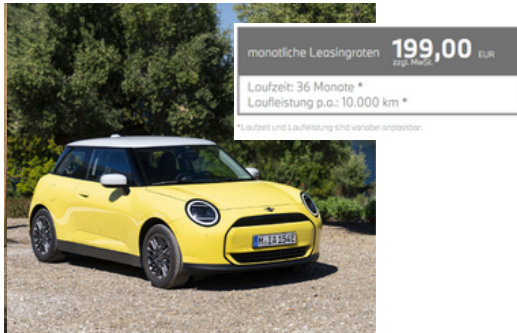 monatliche Leasingraten 199,00 EUR
zzgl. MwSt.
Laufzeit: 36 Monate *
Laufleistung p.a.: 10.000 km *
*Laufzeit und Laufleistung sind variabel anpassbar.
M-IA154E